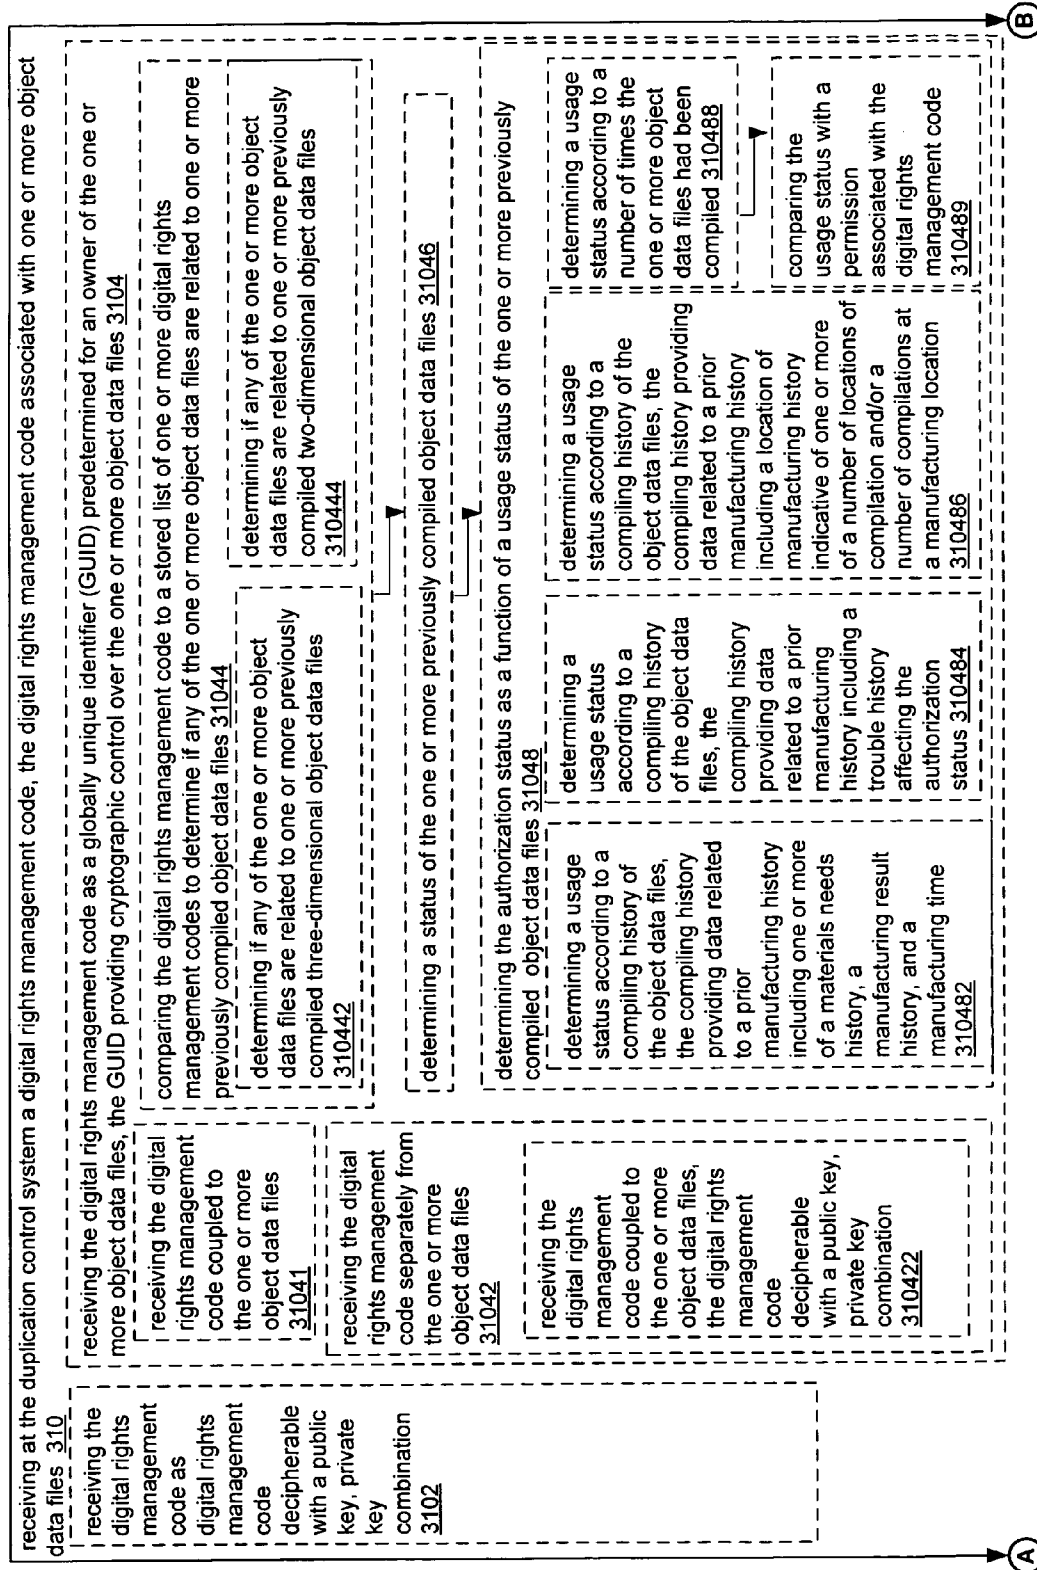 receiving at the duplication control system a digital rights management code, the digital rights management code associated with one or more object
data files 310
receiving the
digital rights
management
code as
digital rights
management
code
decipherable
with a public
key, private
key
combination
3102
receiving the digital rights management code as a globally unique identifier (GUID) predetermined for an owner of the one or
more object data files, the GUID providing cryptographic control over the one or more object data files 3104
receiving the digital
rights management
code coupled to
the one or more
object data files
31041
receiving the digital
rights management
code separately from
the one or more
object data files
31042
receiving the
digital rights
management
code coupled to
the one or more
object data files,
the digital rights
management
code
decipherable
with a public key,
private key
combination
310422
comparing the digital rights management code to a stored list of one or more digital rights
management codes to determine if any of the one or more object data files are related to one or more
previously compiled object data files 31044
determining if any of the one or more object
data files are related to one or more previously
compiled three-dimensional object data files
310442
determining if any of the one or more object
data files are related to one or more previously
compiled two-dimensional object data files
310444
determining a status of the one or more previously compiled object data files 31046
determining the authorization status as a function of a usage status of the one or more previously
compiled object data files 31048
determining a usage
status according to a
compiling history of
the object data files,
the compiling history
providing data related
to a prior
manufacturing history
including one or more
of a materials needs
history, a
manufacturing result
history, and a
manufacturing time
310482
determining a
usage status
according to a
compiling history
of the object data
files, the
compiling history
providing data
related to a prior
manufacturing
history including a
trouble history
affecting the
authorization
status 310484
determining a usage
status according to a
compiling history of the
object data files, the
compiling history providing
data related to a prior
manufacturing history
including a location of
manufacturing history
indicative of one or more
of a number of locations of
compilation and/or a
number of compilations at
a manufacturing location
310486
determining a usage
status according to a
number of times the
one or more object
data files had been
compiled 310488
comparing the
usage status with a
permission
associated with the
digital rights
management code
310489
A
B